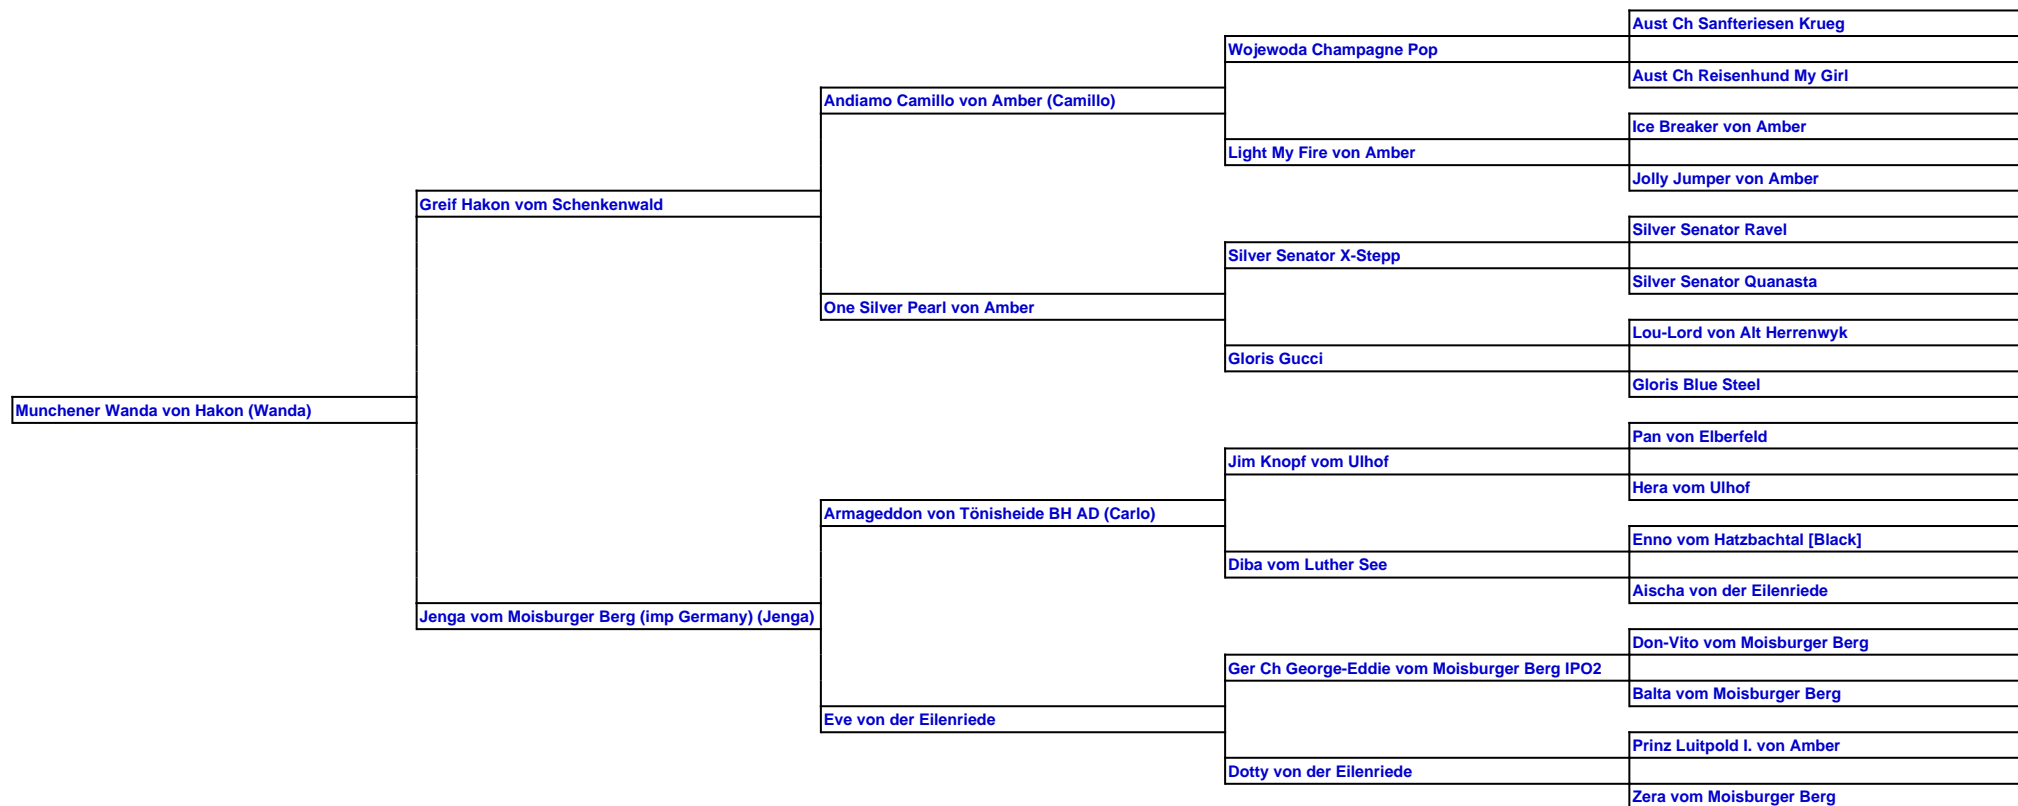 Aust Ch Sanfteriesen Krueg
Wojewoda Champagne Pop
Aust Ch Reisenhund My Girl
Andiamo Camillo von Amber (Camillo)
Ice Breaker von Amber
Light My Fire von Amber
Jolly Jumper von Amber
Greif Hakon vom Schenkenwald
Silver Senator Ravel
Silver Senator X-Stepp
Silver Senator Quanasta
One Silver Pearl von Amber
Lou-Lord von Alt Herrenwyk
Gloris Gucci
Gloris Blue Steel
Munchener Wanda von Hakon (Wanda)
Pan von Elberfeld
Jim Knopf vom Ulhof
Hera vom Ulhof
Armageddon von Tönisheide BH AD (Carlo)
Enno vom Hatzbachtal [Black]
Diba vom Luther See
Aischa von der Eilenriede
Jenga vom Moisburger Berg (imp Germany) (Jenga)
Don-Vito vom Moisburger Berg
Ger Ch George-Eddie vom Moisburger Berg IPO2
Balta vom Moisburger Berg
Eve von der Eilenriede
Prinz Luitpold I. von Amber
Dotty von der Eilenriede
Zera vom Moisburger Berg